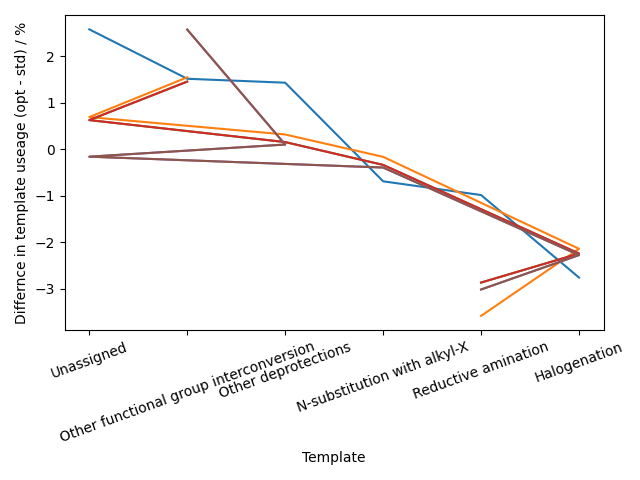 Differnce in template useage (opt - std) / %
2
1
0
−1
−2
−3
Unassigned
Other functional group interconversion
Other deprotections
N-substitution with alkyl-X
Reductive amination
Halogenation
Template